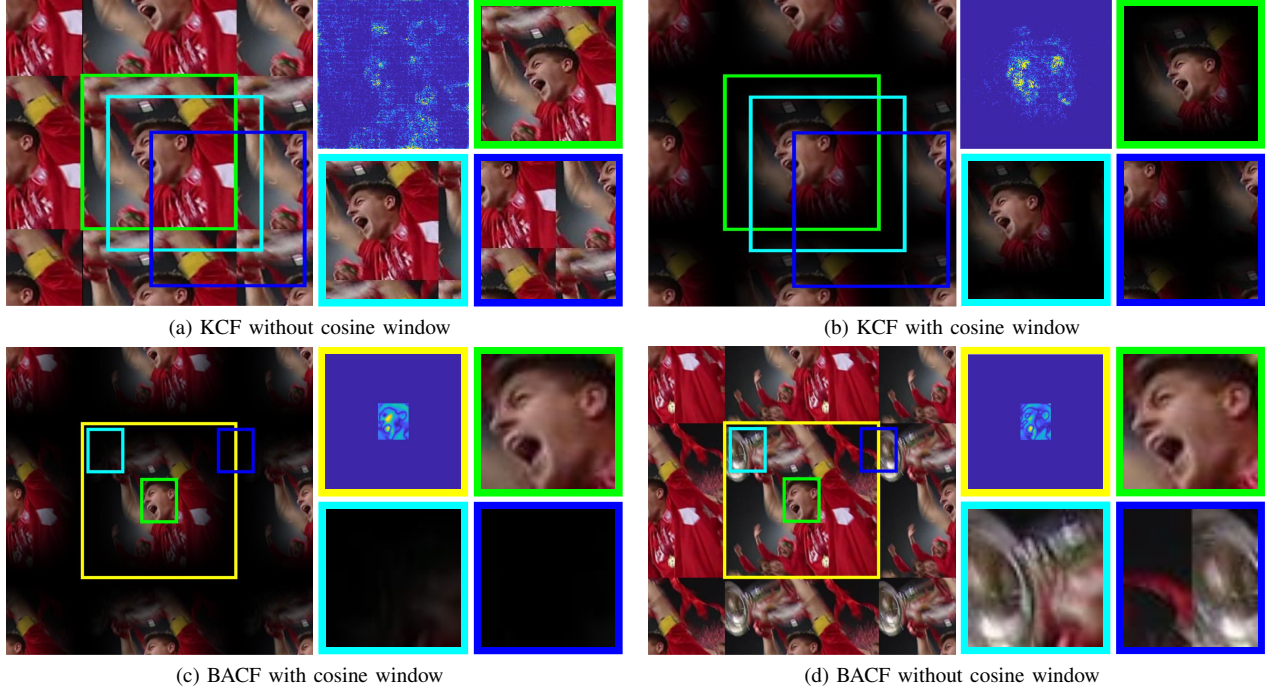 (a) KCF without cosine window
(b) KCF with cosine window
(c) BACF with cosine window
(d) BACF without cosine window